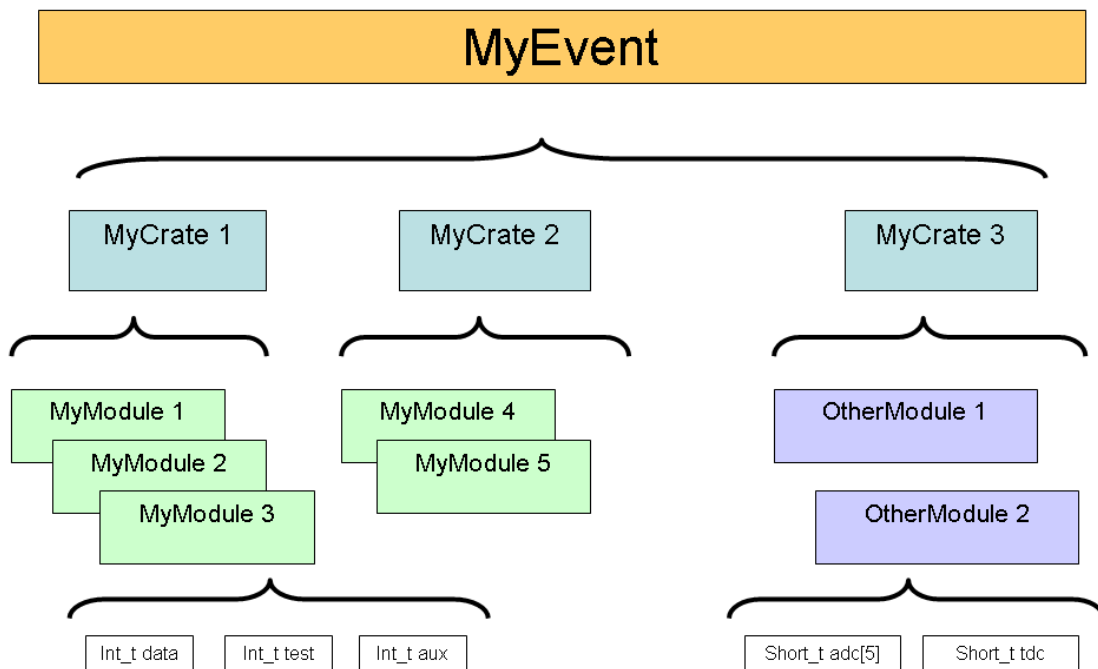 MyEvent
MyCrate 1
MyCrate 2
MyCrate 3
MyModule 1
MyModule 2
MyModule 3
MyModule 4
MyModule 5
OtherModule 1
OtherModule 2
Int_t data
Int_t test
Int_t aux
Short_t adc[5]
Short_t tdc